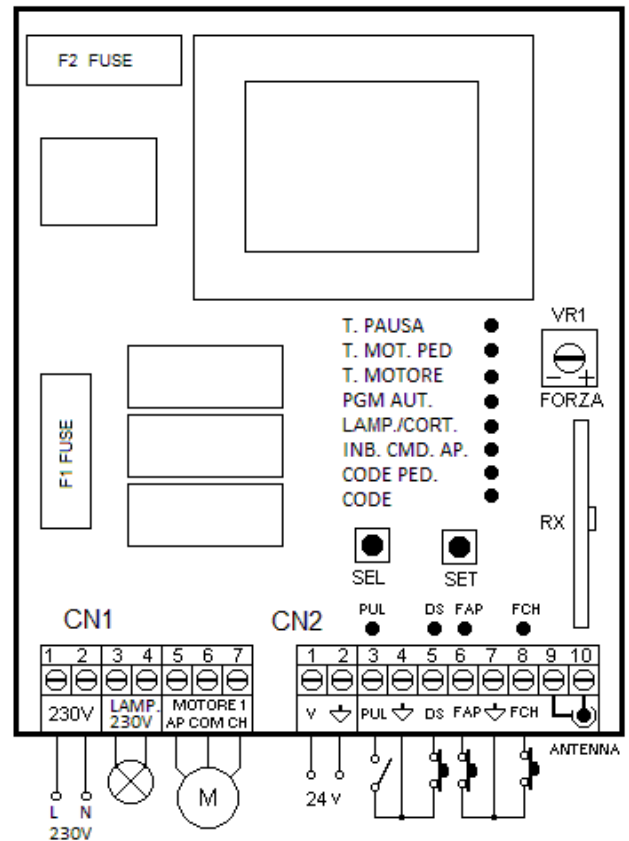 F2 FUSE
T. PAUSA
T. MOT. PED
T. MOTORE
PGM AUT.
LAMP./CORT.
INB. CMD. AP.
CODE PED.
CODE
VR1
- +
FORZA
F1 FUSE
RX
SEL
SET
CN1
CN2
PUL DS FAP FCH
1 2 3 4 5 6 7
1 2 3 4 5 6 7 8 9 10
230V
LAMP.
230V
MOTORE 1
AP COM CH
V PUL DS FAP FCH
ANTENNA
L N
230V
M
24 V